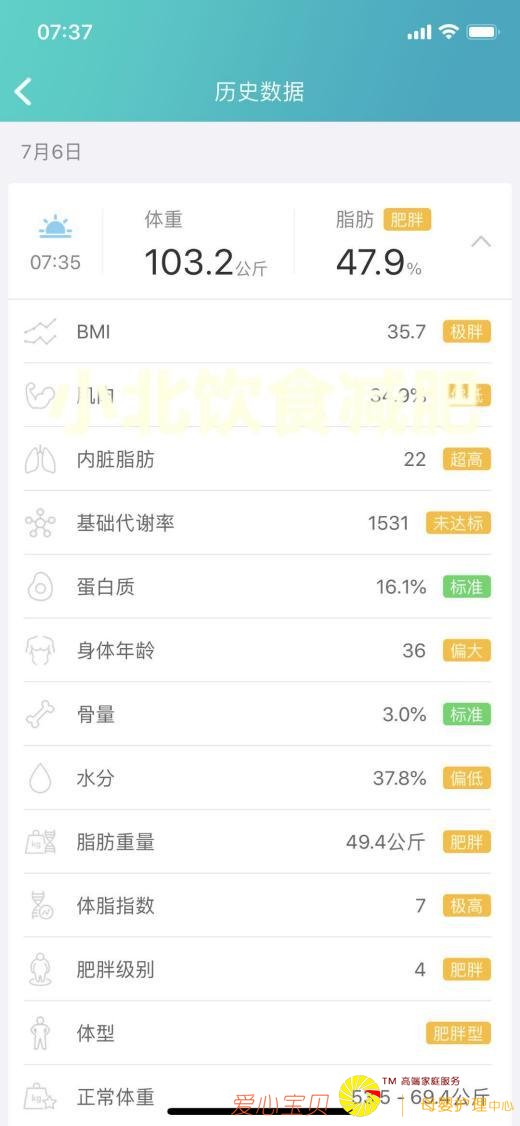 07:37
历史数据
7月6日
体重
脂肪 肥胖
07:35
103.2公斤
47.9%
BMI 35.7 极胖
肌肉 34.9% 偏低
小北饮食减肥
内脏脂肪 22 超高
基础代谢率 1531 未达标
蛋白质 16.1% 标准
身体年龄 36 偏大
骨量 3.0% 标准
水分 37.8% 偏低
脂肪重量 49.4公斤 肥胖
体脂指数 7 极高
肥胖级别 4 肥胖
体型 肥胖型
TM 高端家庭服务
正常体重 53.5 - 69.4公斤
爱心宝贝
母婴护理中心